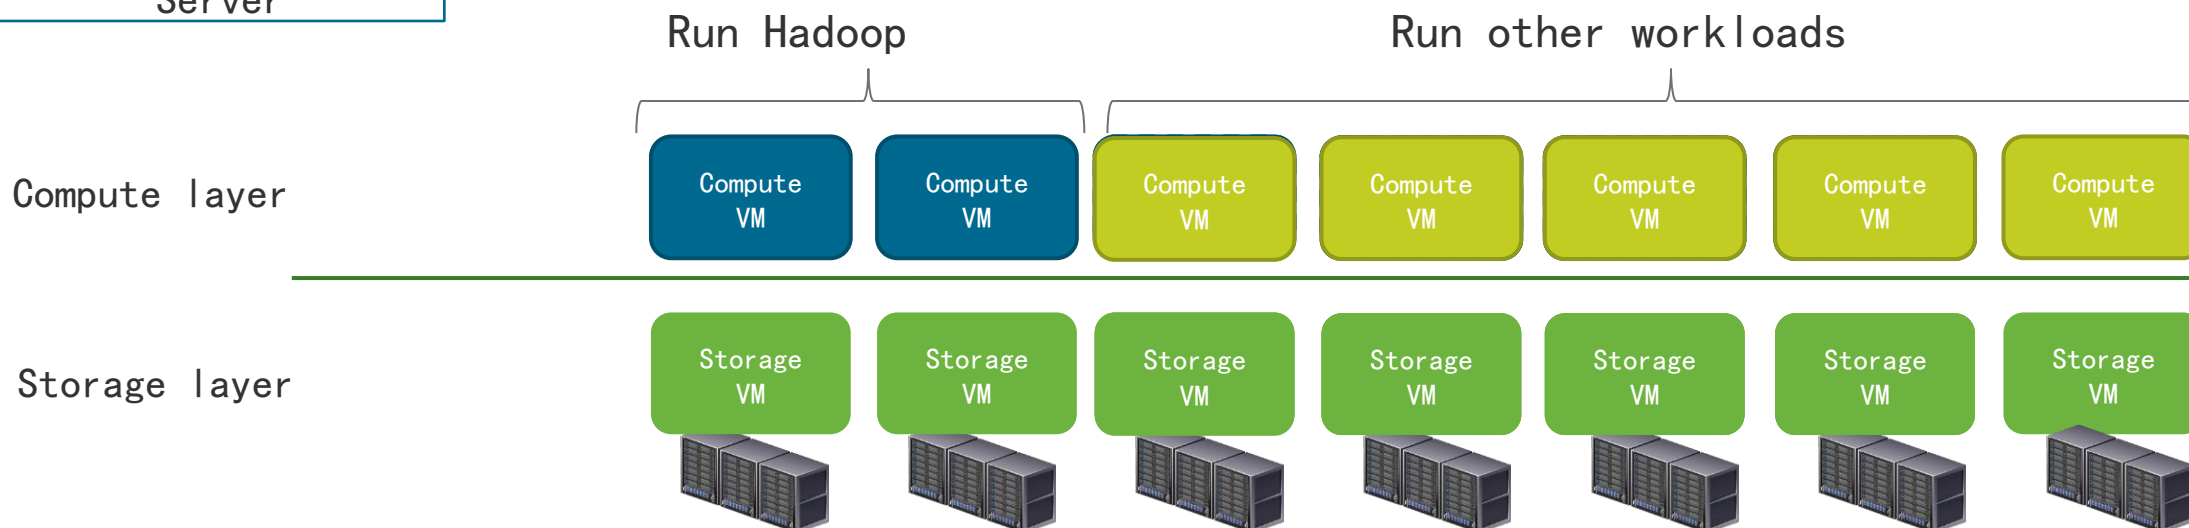 Server
Run Hadoop
Run other workloads
Compute layer
Compute
VM
Compute
VM
Compute
VM
Compute
VM
Compute
VM
Compute
VM
Compute
VM
Storage layer
Storage
VM
Storage
VM
Storage
VM
Storage
VM
Storage
VM
Storage
VM
Storage
VM